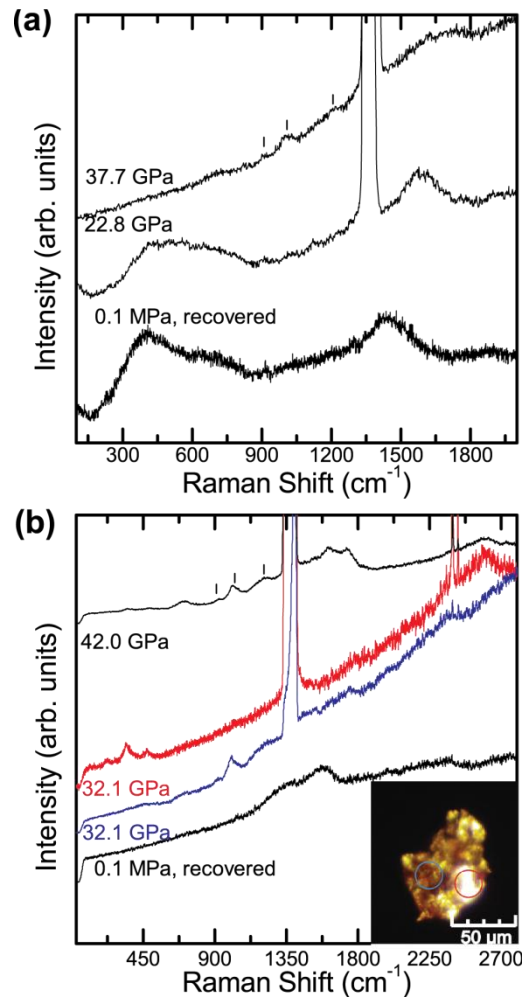 (a)
Intensity (arb. units)
37.7 GPa
22.8 GPa
0.1 MPa, recovered
300 600 900 1200 1500 1800
Raman Shift (cm⁻¹)
(b)
Intensity (arb. units)
42.0 GPa
32.1 GPa
32.1 GPa
0.1 MPa, recovered
50 µm
450 900 1350 1800 2250 2700
Raman Shift (cm⁻¹)